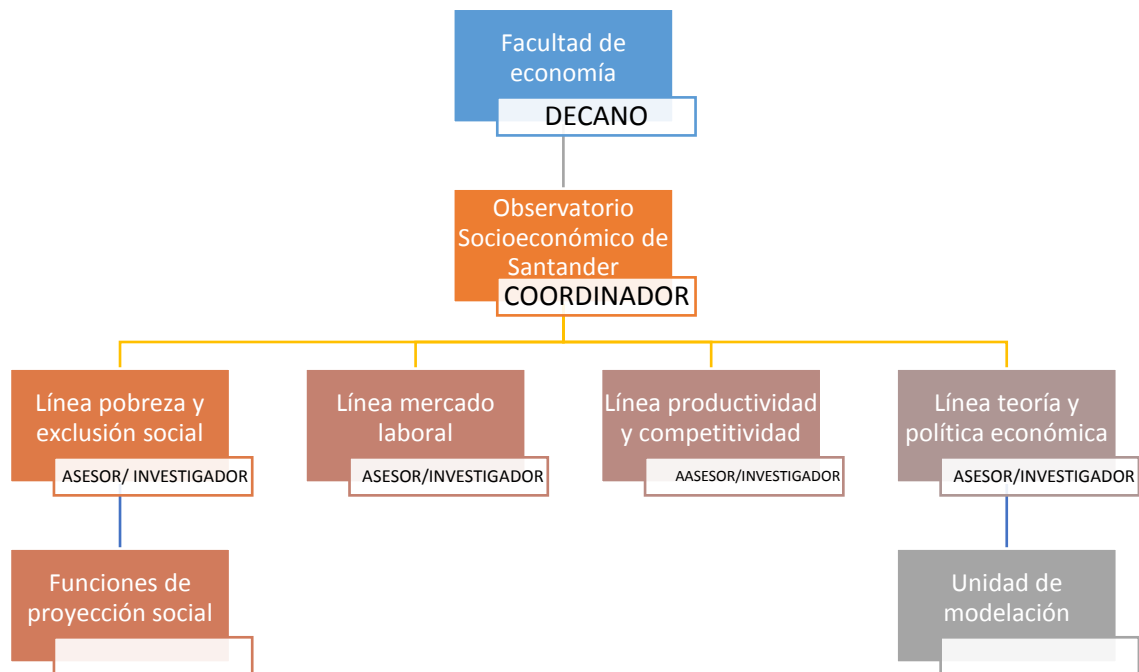 Facultad de
economía
DECANO
Observatorio
Socioeconómico de
Santander
COORDINADOR
Línea pobreza y
exclusión social
ASESOR/ INVESTIGADOR
Línea mercado
laboral
ASESOR/INVESTIGADOR
Línea productividad
y competitividad
AASESOR/INVESTIGADOR
Línea teoría y
política económica
ASESOR/INVESTIGADOR
Funciones de
proyección social
Unidad de
modelación